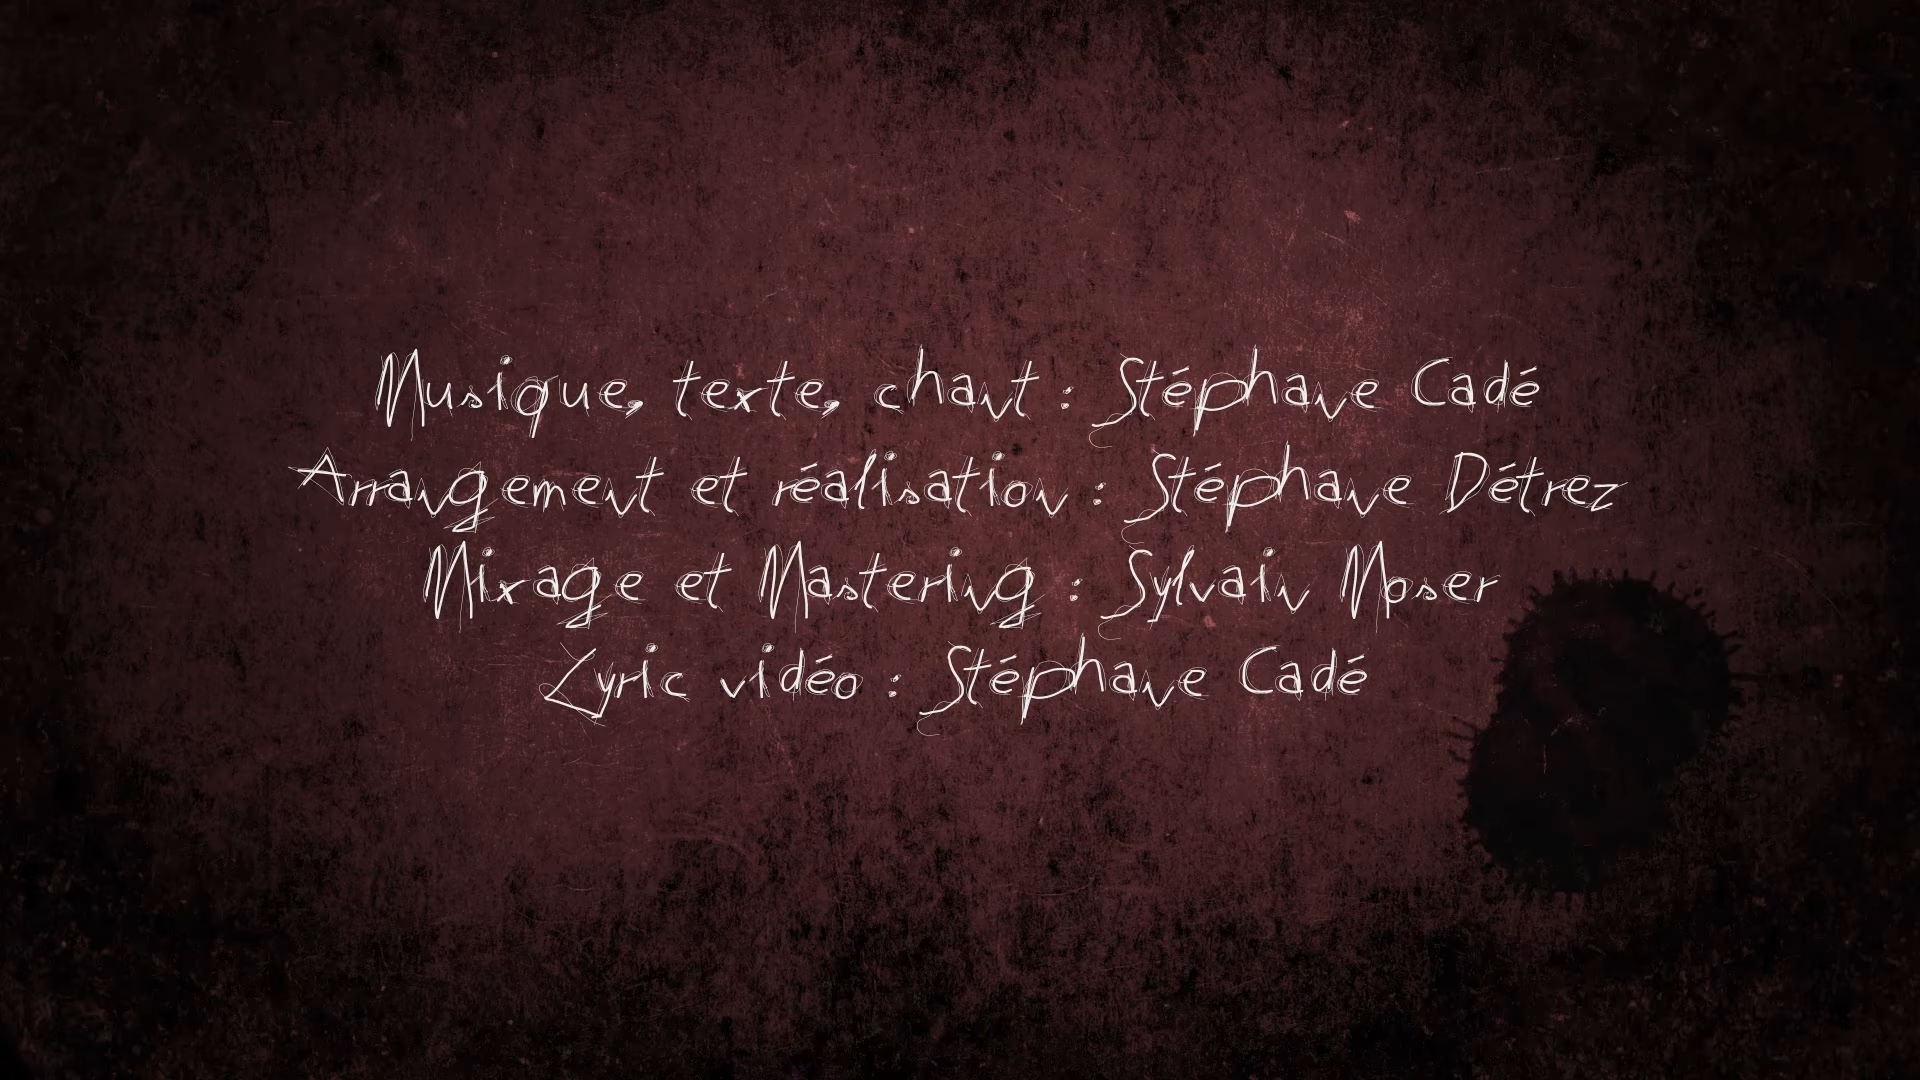 Musique, texte, chant : Stéphane Cadé
Arrangement et réalisation : Stéphane Détrez
Mixage et Mastering : Sylvain Moser
Lyric vidéo : Stéphane Cadé